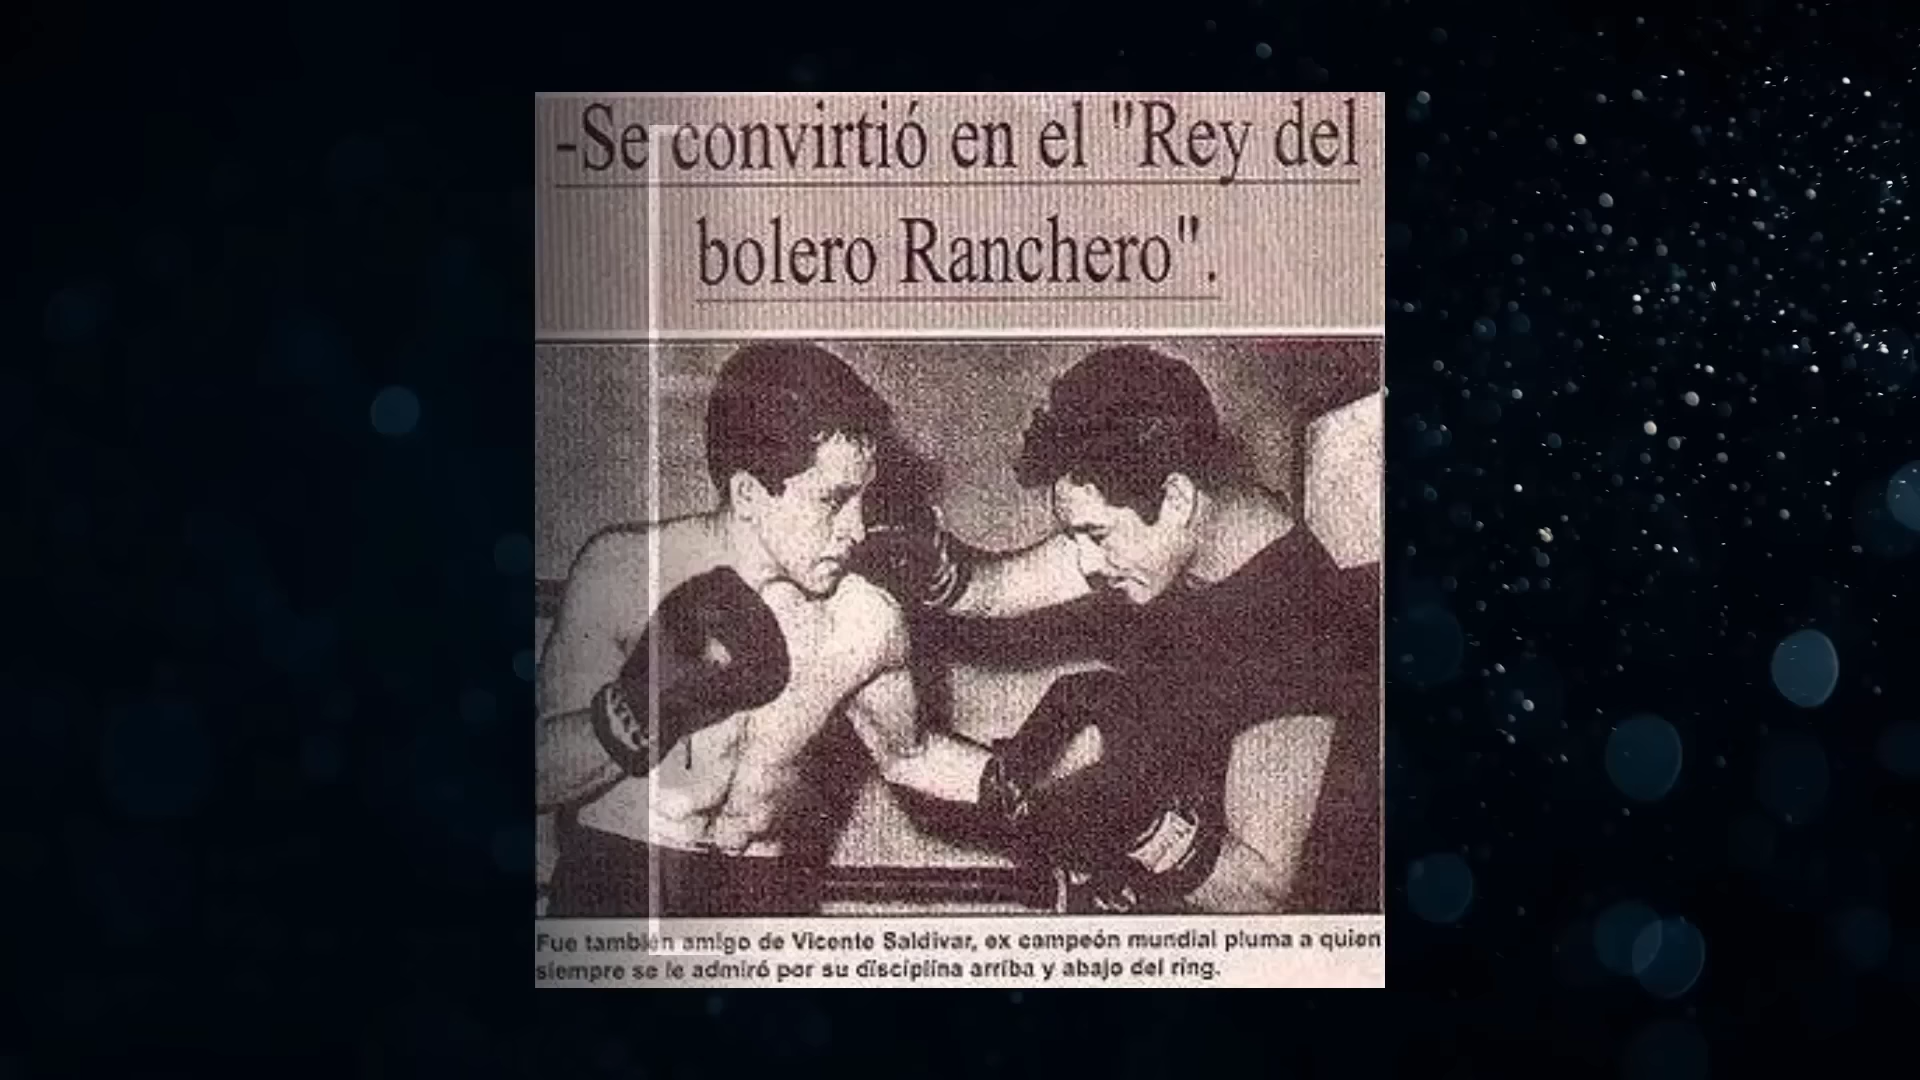 -Se convirtió en el "Rey del
bolero Ranchero".
Fue también amigo de Vicente Saldivar, ex campeón mundial pluma a quien
siempre se le admiró por su disciplina arriba y abajo del ring.